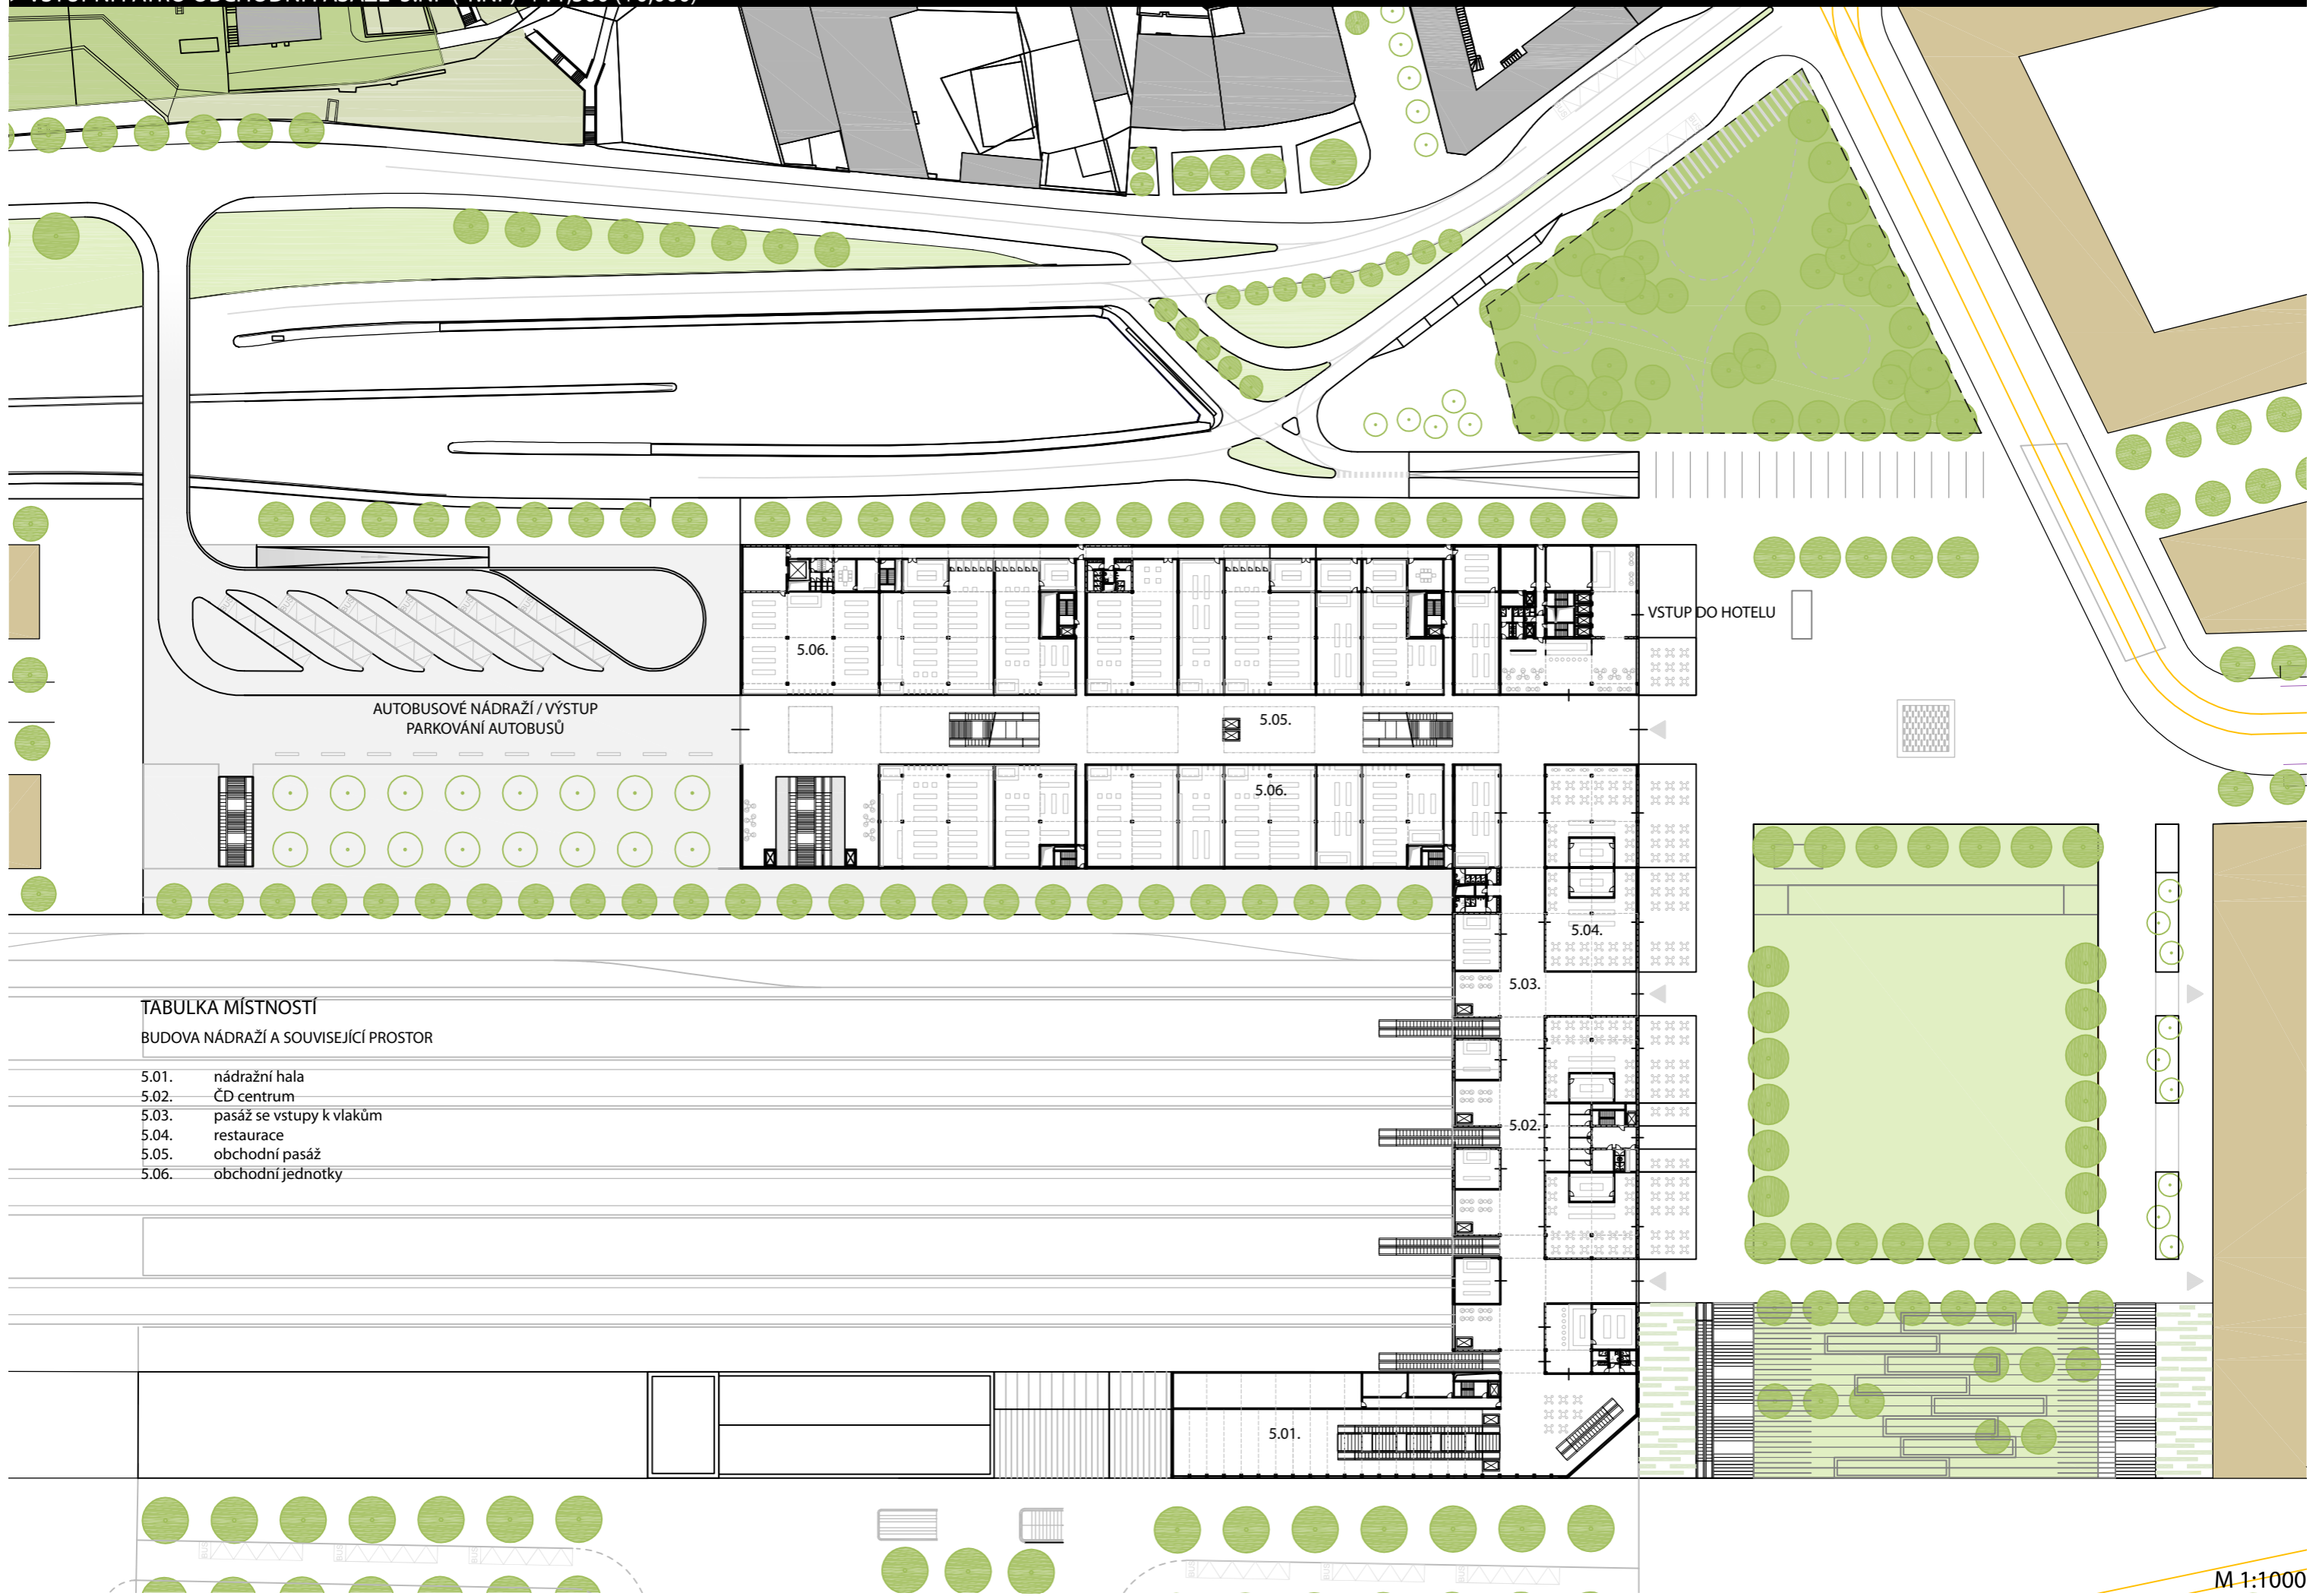 VSTUP DO HOTELU
5.06.
AUTOBUSOVÉ NÁDRAŽÍ / VÝSTUP
PARKOVÁNÍ AUTOBUSŮ
5.05.
5.06.
5.04.
5.03.
TABULKA MÍSTNOSTÍ
BUDOVA NÁDRAŽÍ A SOUVISEJÍCÍ PROSTOR
5.01. nádražní hala
5.02. ČD centrum
5.03. pasáž se vstupy k vlakům
5.04. restaurace
5.05. obchodní pasáž
5.06. obchodní jednotky
5.02.
5.01.
M 1:1000